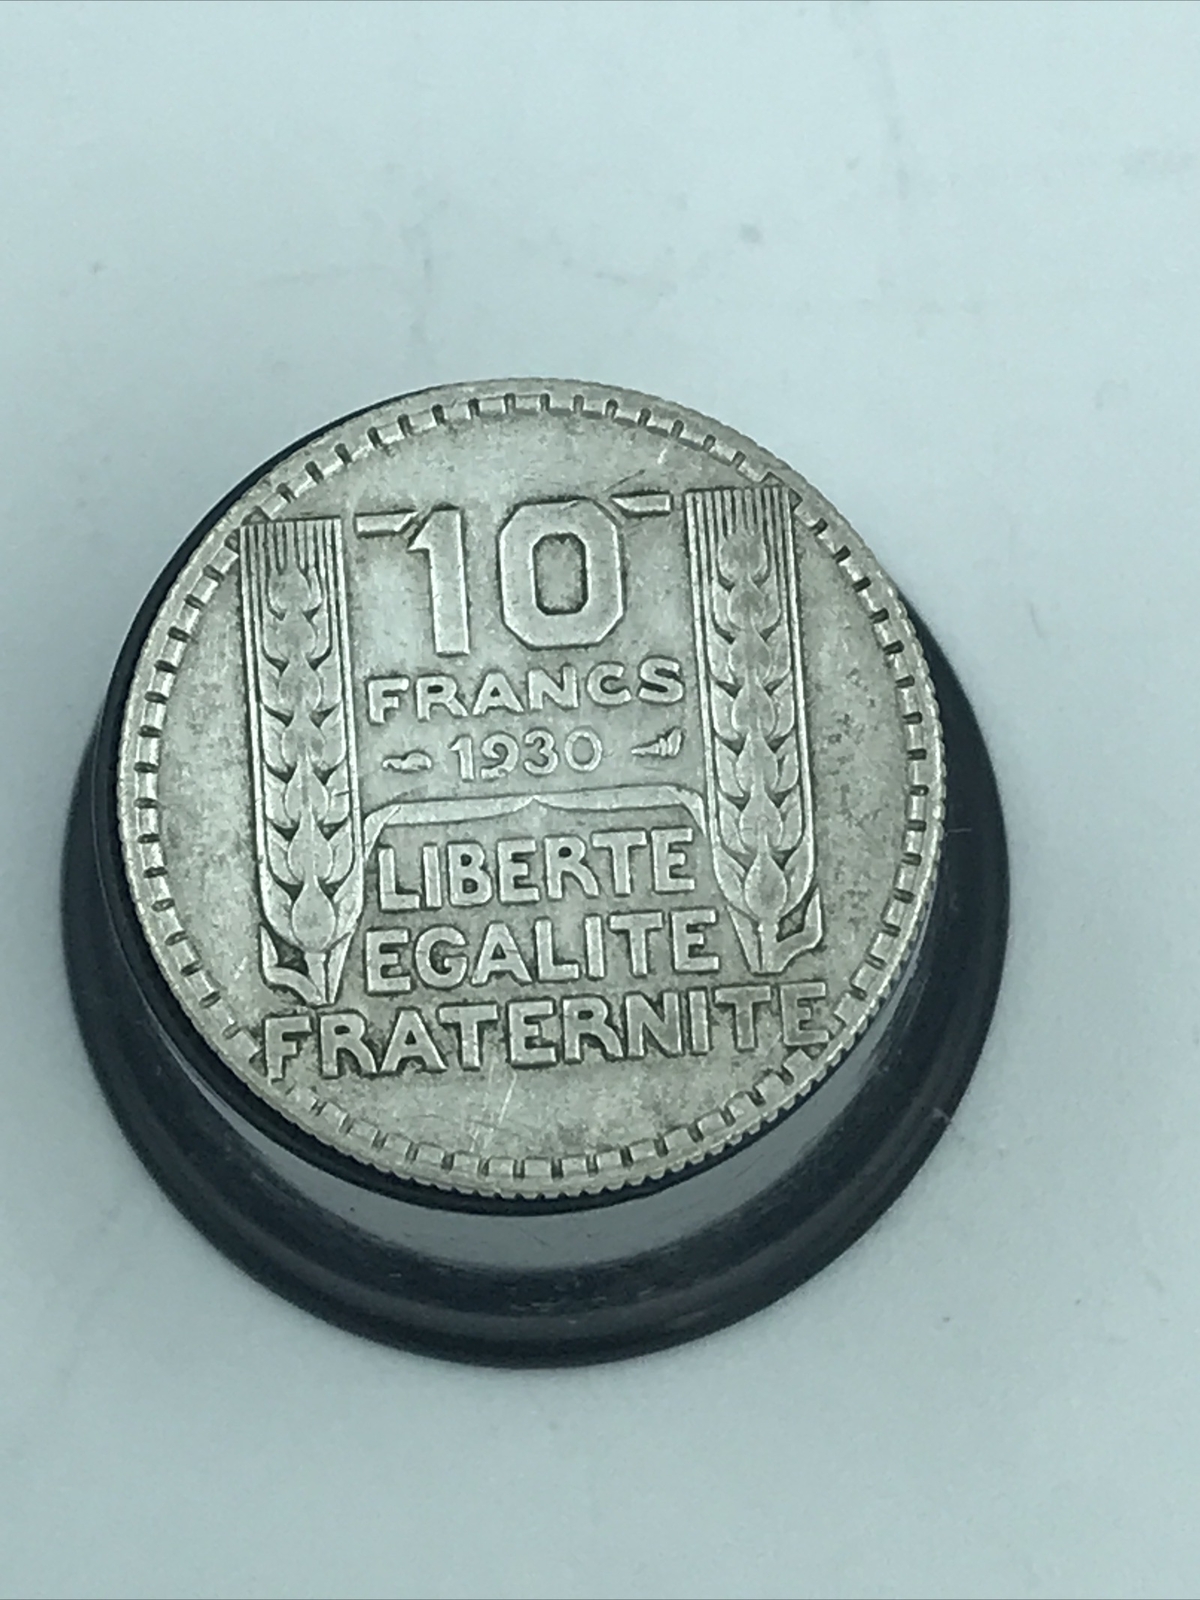 10
FRANCS
1930
LIBERTE
EGALITE
FRATERNITE